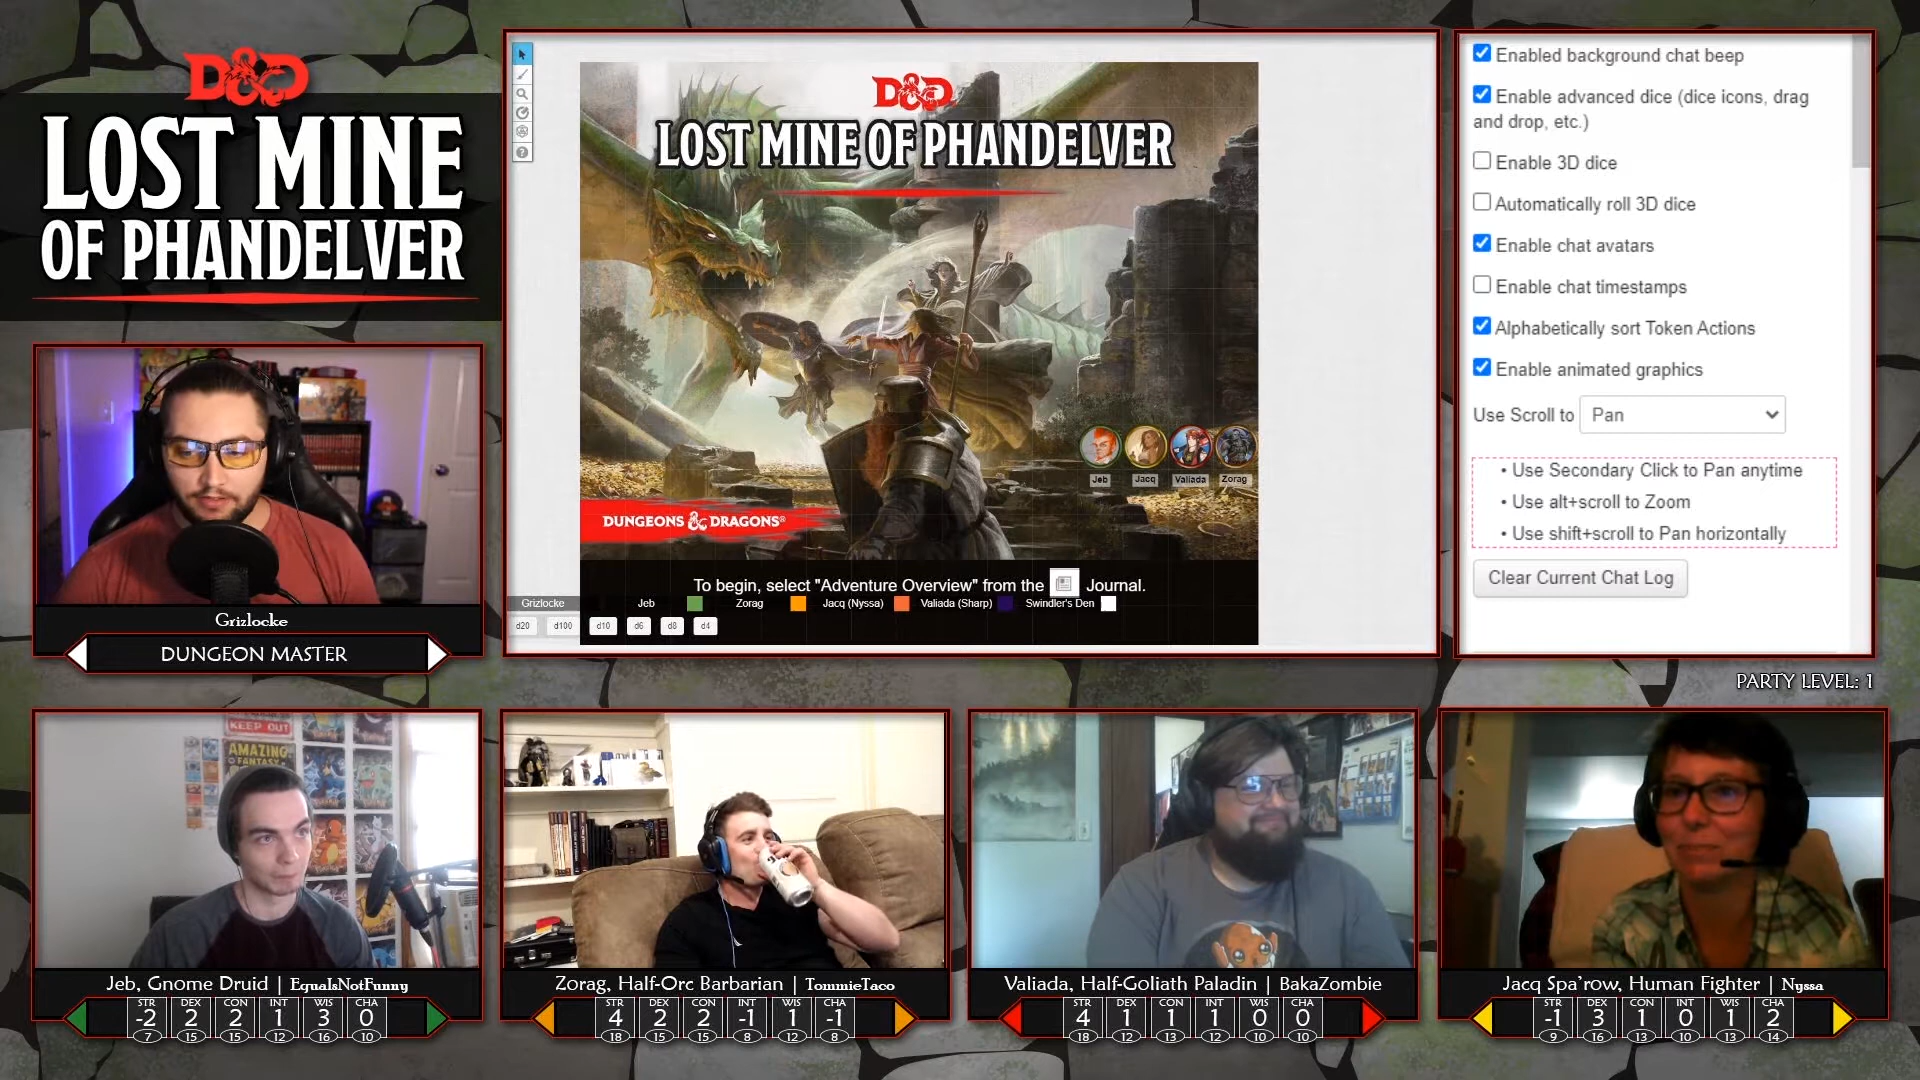 D&D
LOST MINE
OF PHANDELVER
Grizlocke
DUNGEON MASTER
D&D
LOST MINE OF PHANDELVER
Jeb
Jacq
Valiada
Zorag
DUNGEONS & DRAGONS®
To begin, select "Adventure Overview" from the Journal.
Grizlocke
Jeb
Zorag
Jacq (Nyssa)
Valiada (Sharp)
Swindler's Den
d20
d100
d10
d6
d8
d4
Enabled background chat beep
Enable advanced dice (dice icons, drag
and drop, etc.)
Enable 3D dice
Automatically roll 3D dice
Enable chat avatars
Enable chat timestamps
Alphabetically sort Token Actions
Enable animated graphics
Use Scroll to Pan
• Use Secondary Click to Pan anytime
• Use alt+scroll to Zoom
• Use shift+scroll to Pan horizontally
Clear Current Chat Log
PARTY LEVEL: 1
KEEP OUT
AMAZING
FANTASY
Jeb, Gnome Druid | EqualsNotFunny
STR DEX CON INT WIS CHA
-2 2 2 1 3 0
7 15 15 12 16 10
Zorag, Half-Orc Barbarian | TommieTaco
STR DEX CON INT WIS CHA
4 2 2 -1 1 -1
18 15 15 8 12 8
Valiada, Half-Goliath Paladin | BakaZombie
STR DEX CON INT WIS CHA
4 1 1 1 0 0
18 12 13 12 10 10
Jacq Spa'row, Human Fighter | Nyssa
STR DEX CON INT WIS CHA
-1 3 1 0 1 2
9 16 13 10 13 14